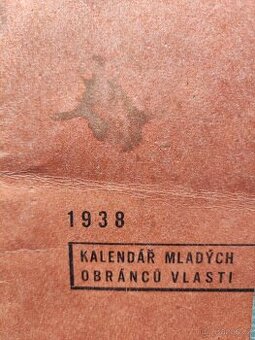 1938
KALENDÁŘ MLADÝCH
OBRÁNCŮ VLASTI